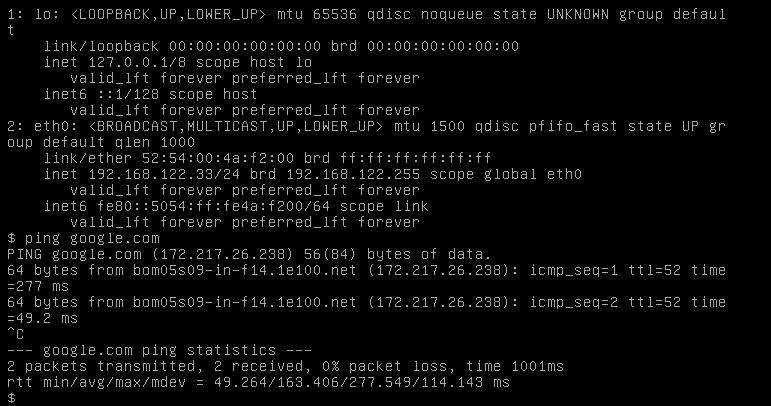 1: lo: <LOOPBACK,UP,LOWER_UP> mtu 65536 qdisc noqueue state UNKNOWN group defaul
t
link/loopback 00:00:00:00:00:00 brd 00:00:00:00:00:00
inet 127.0.0.1/8 scope host lo
valid_lft forever preferred_lft forever
inet6 ::1/128 scope host
valid_lft forever preferred_lft forever
2: eth0: <BROADCAST,MULTICAST,UP,LOWER_UP> mtu 1500 qdisc pfifo_fast state UP gr
oup default qlen 1000
link/ether 52:54:00:4a:f2:00 brd ff:ff:ff:ff:ff:ff
inet 192.168.122.33/24 brd 192.168.122.255 scope global eth0
valid_lft forever preferred_lft forever
inet6 fe80::5054:ff:fe4a:f200/64 scope link
valid_lft forever preferred_lft forever
$ ping google.com
PING google.com (172.217.26.238) 56(84) bytes of data.
64 bytes from bom05s09-in-f14.1e100.net (172.217.26.238): icmp_seq=1 ttl=52 time
=277 ms
64 bytes from bom05s09-in-f14.1e100.net (172.217.26.238): icmp_seq=2 ttl=52 time
=49.2 ms
^C
--- google.com ping statistics ---
2 packets transmitted, 2 received, 0% packet loss, time 1001ms
rtt min/avg/max/mdev = 49.264/163.406/277.549/114.143 ms
$